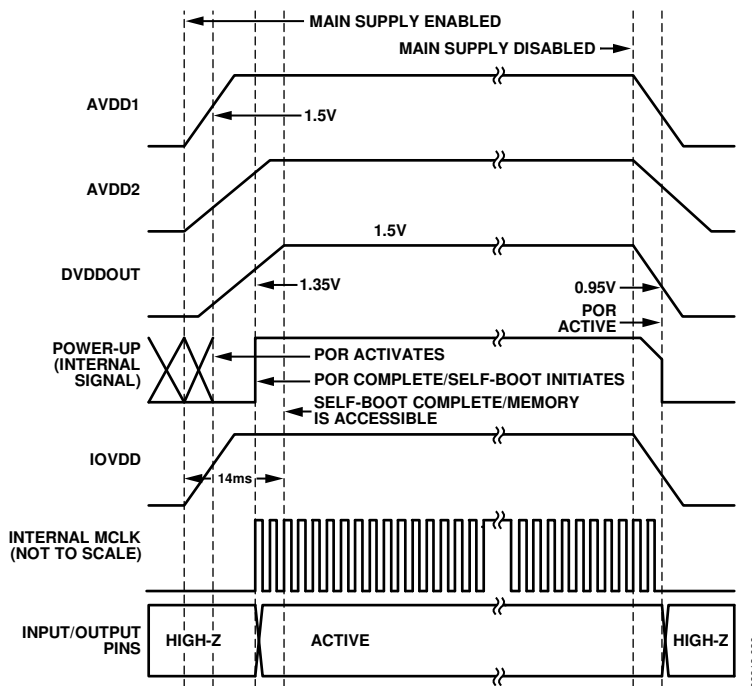 MAIN SUPPLY ENABLED
MAIN SUPPLY DISABLED
AVDD1
1.5V
AVDD2
1.5V
DVDDOUT
1.35V
0.95V
POR
ACTIVE
POWER-UP
(INTERNAL
SIGNAL)
POR ACTIVATES
POR COMPLETE/SELF-BOOT INITIATES
SELF-BOOT COMPLETE/MEMORY
IS ACCESSIBLE
IOVDD
14ms
INTERNAL MCLK
(NOT TO SCALE)
INPUT/OUTPUT
PINS
HIGH-Z
ACTIVE
HIGH-Z